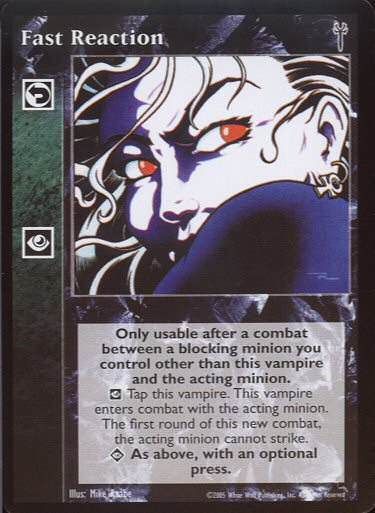 Fast Reaction
Only usable after a combat
between a blocking minion you
control other than this vampire
and the acting minion.
Tap this vampire. This vampire
enters combat with the acting minion.
The first round of this new combat,
the acting minion cannot strike.
As above, with an optional
press.
Illus: Mike
©2005 White Wolf Publishing, Inc. All Rights Reserved